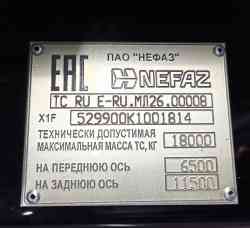 ПАО "НЕФАЗ"
EAC NEFAZ
ТС RU E-RU.МЛ26.00008
X1F 529900K1001814
ТЕХНИЧЕСКИ ДОПУСТИМАЯ
МАКСИМАЛЬНАЯ МАССА ТС, КГ 18000
НА ПЕРЕДНЮЮ ОСЬ 6500
НА ЗАДНЮЮ ОСЬ 11500